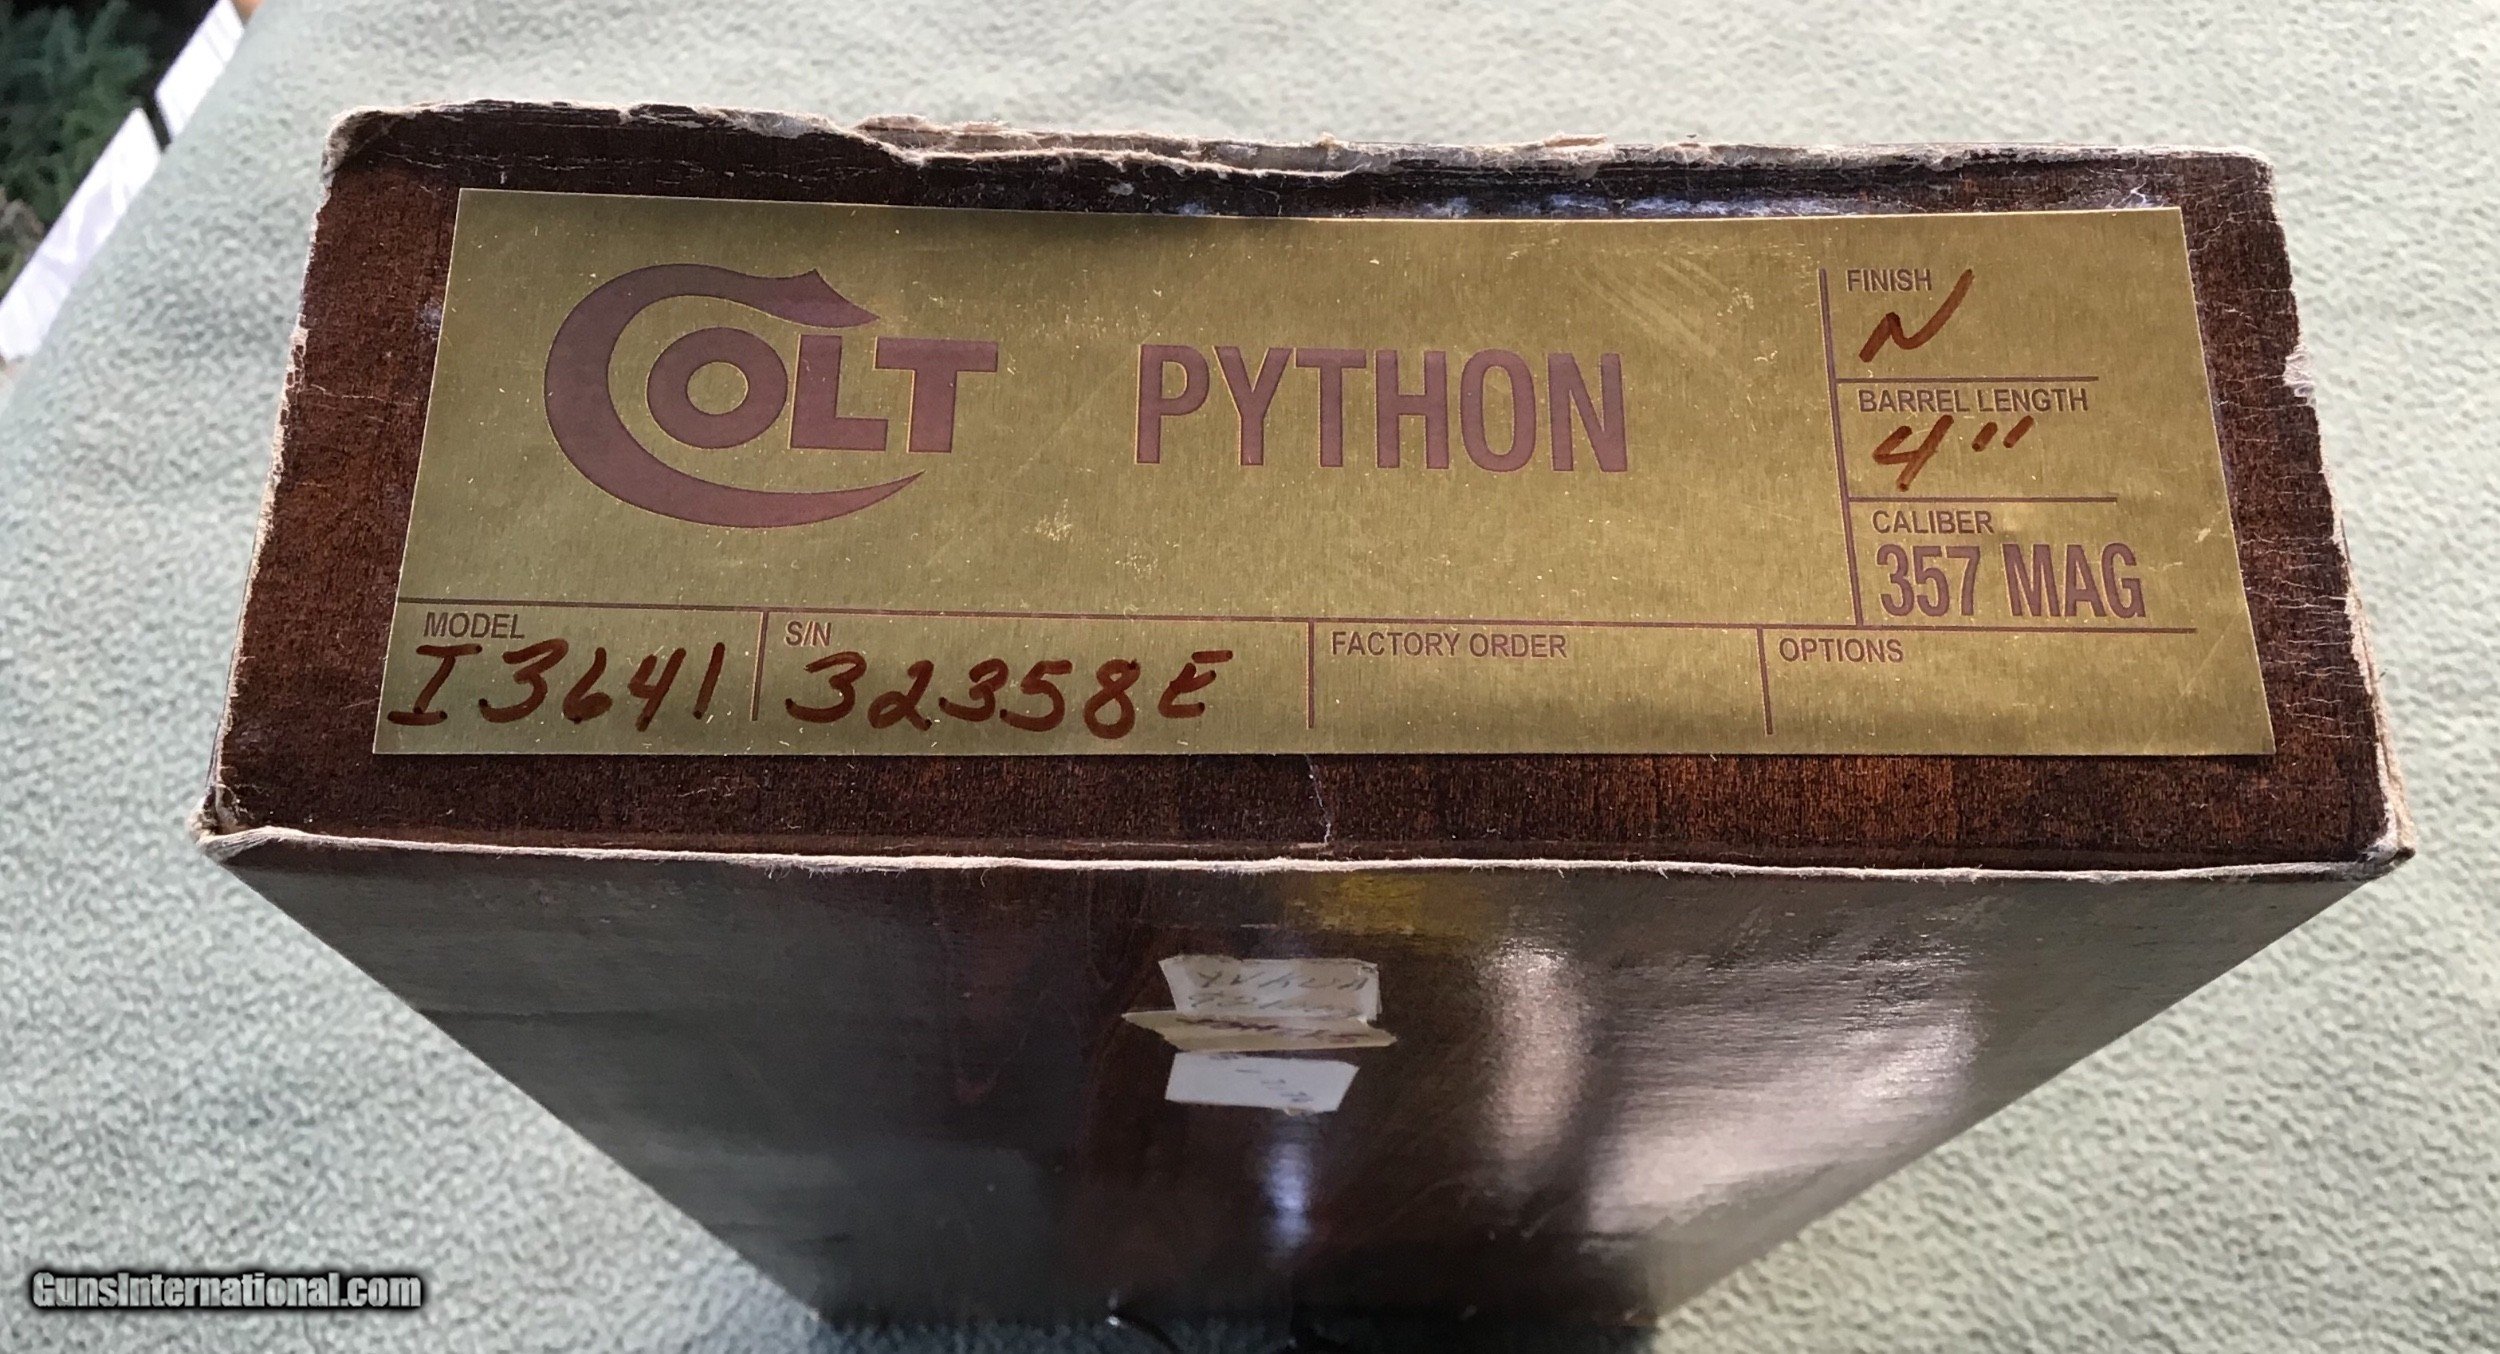 COLT PYTHON
FINISH
N
BARREL LENGTH
4"
CALIBER
357 MAG
MODEL
I3641
S/N
32358E
FACTORY ORDER
OPTIONS
GunsInternational.com